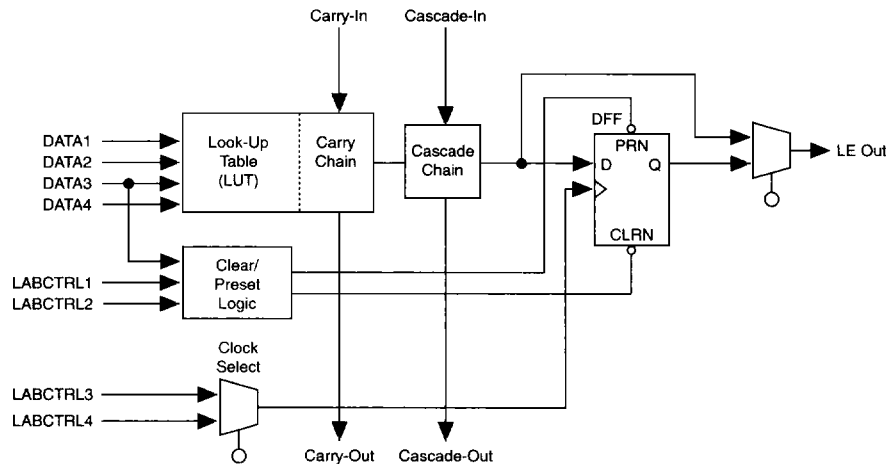 Carry-In
Cascade-In
DFF
PRN
DATA1
DATA2
DATA3
DATA4
Look-Up
Table
(LUT)
Carry
Chain
Cascade
Chain
D
Q
CLRN
LE Out
LABCTRL1
LABCTRL2
Clear/
Preset
Logic
Clock
Select
LABCTRL3
LABCTRL4
Carry-Out
Cascade-Out